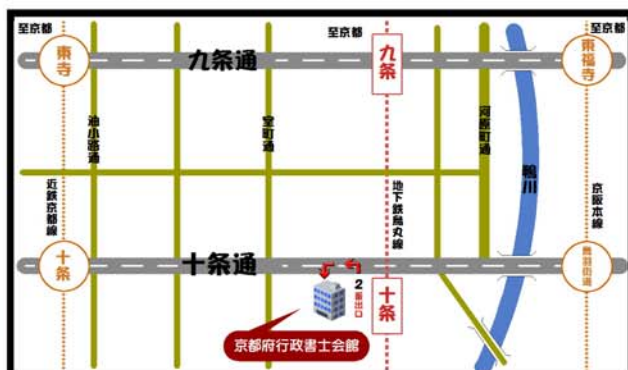 至京都
至京都
至京都
東寺
九条通
九条
東福寺
油小路通
室町通
河原町通
鴨川
近鉄京都線
地下鉄烏丸線
京阪本線
十条
十条通
2番出口
十条
鳥羽街道
京都府行政書士会館